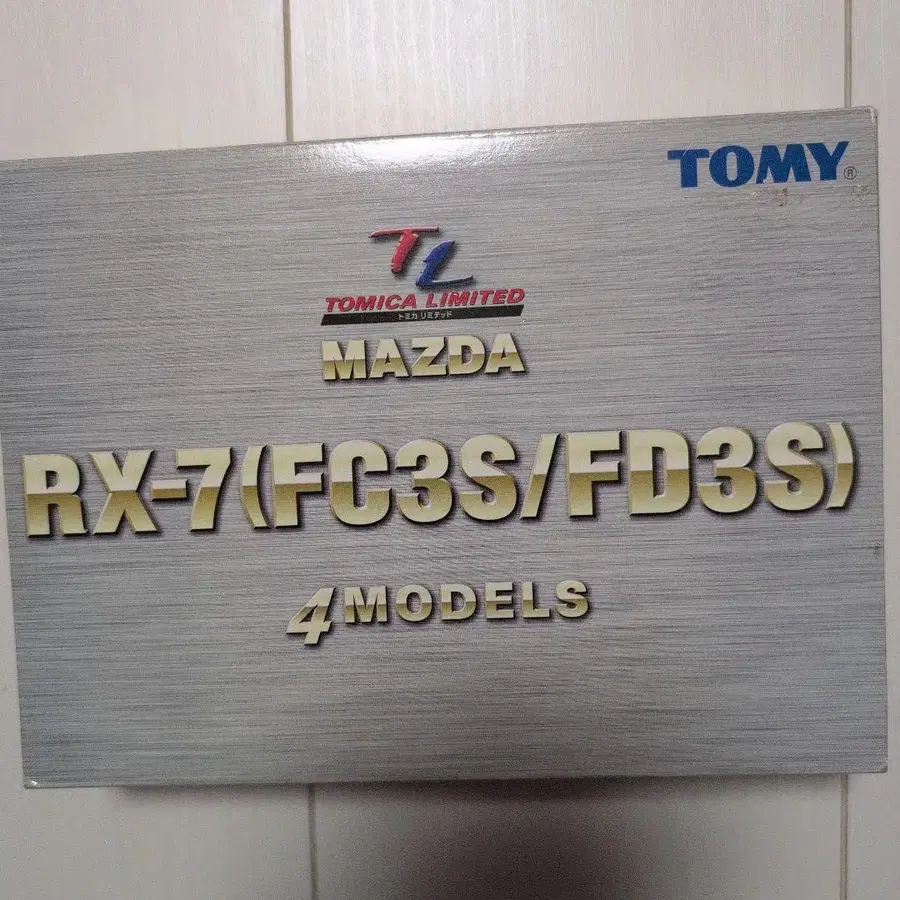 TOMY®
TL
TOMICA LIMITED
トミカ リミテッド
MAZDA
RX-7(FC3S/FD3S)
4 MODELS